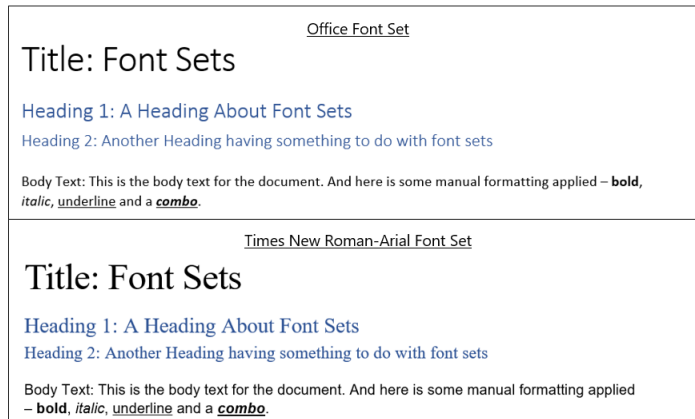 Office Font Set
Title: Font Sets
Heading 1: A Heading About Font Sets
Heading 2: Another Heading having something to do with font sets
Body Text: This is the body text for the document. And here is some manual formatting applied – bold,
italic, underline and a combo.
Times New Roman-Arial Font Set
Title: Font Sets
Heading 1: A Heading About Font Sets
Heading 2: Another Heading having something to do with font sets
Body Text: This is the body text for the document. And here is some manual formatting applied
– bold, italic, underline and a combo.